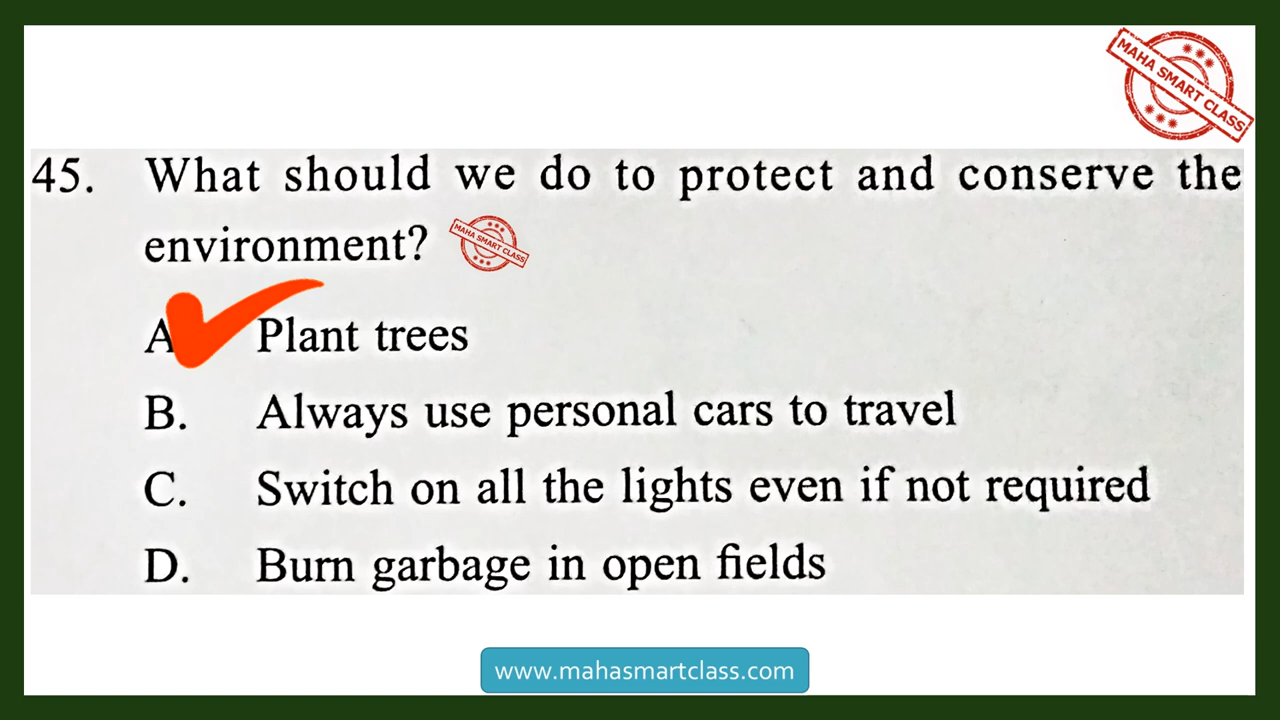 MAHA SMART CLASS
45. What should we do to protect and conserve the
environment?
MAHA SMART CLASS
A Plant trees
B. Always use personal cars to travel
C. Switch on all the lights even if not required
D. Burn garbage in open fields
www.mahasmartclass.com